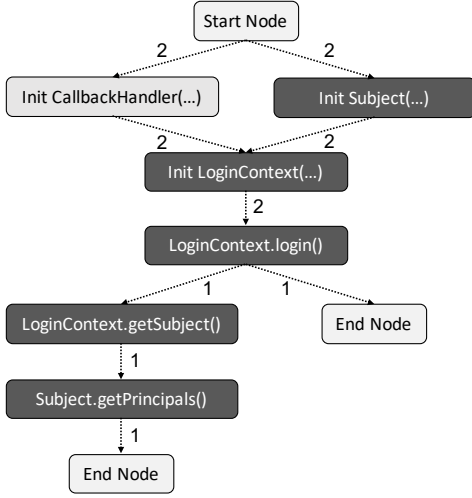 Start Node
2
2
Init CallbackHandler(...)
Init Subject(...)
2
2
Init LoginContext(...)
2
LoginContext.login()
1
1
LoginContext.getSubject()
End Node
1
Subject.getPrincipals()
1
End Node